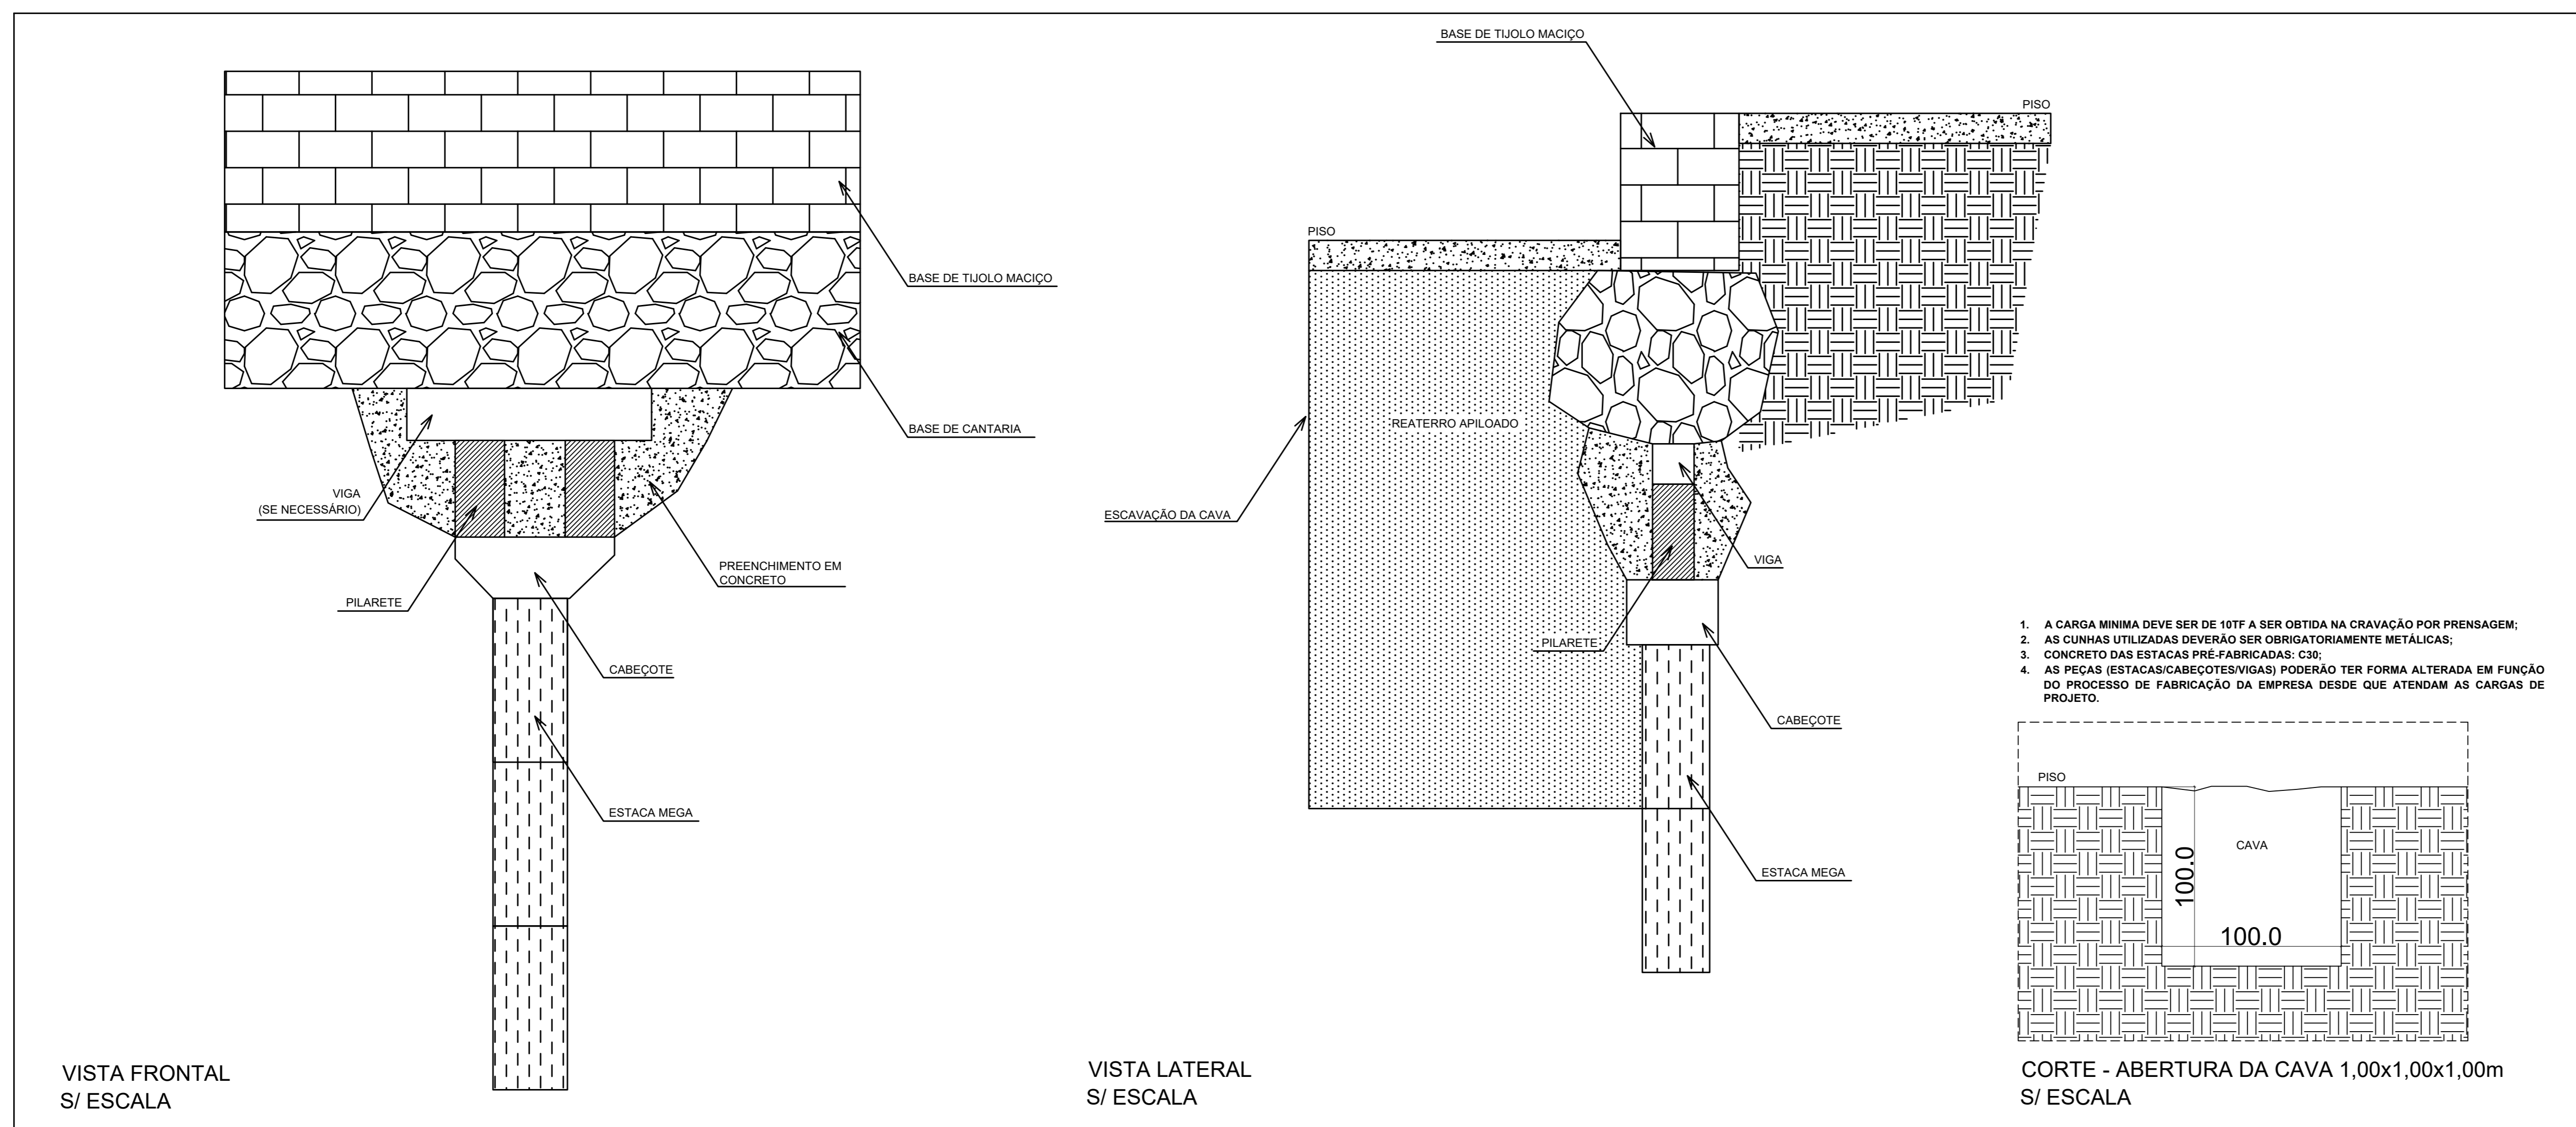 BASE DE TIJOLO MACIÇO
BASE DE CANTARIA
VIGA
(SE NECESSÁRIO)
PREENCHIMENTO EM
CONCRETO
PILARETE
CABEÇOTE
ESTACA MEGA
VISTA FRONTAL
S/ ESCALA
BASE DE TIJOLO MACIÇO
PISO
PISO
REATERRO APILOADO
ESCAVAÇÃO DA CAVA
VIGA
PILARETE
CABEÇOTE
ESTACA MEGA
VISTA LATERAL
S/ ESCALA
1. A CARGA MINIMA DEVE SER DE 10TF A SER OBTIDA NA CRAVAÇÃO POR PRENSAGEM;
2. AS CUNHAS UTILIZADAS DEVERÃO SER OBRIGATORIAMENTE METÁLICAS;
3. CONCRETO DAS ESTACAS PRÉ-FABRICADAS: C30;
4. AS PEÇAS (ESTACAS/CABEÇOTES/VIGAS) PODERÃO TER FORMA ALTERADA EM FUNÇÃO
DO PROCESSO DE FABRICAÇÃO DA EMPRESA DESDE QUE ATENDAM AS CARGAS DE
PROJETO.
PISO
CAVA
100.0
100.0
CORTE - ABERTURA DA CAVA 1,00x1,00x1,00m
S/ ESCALA